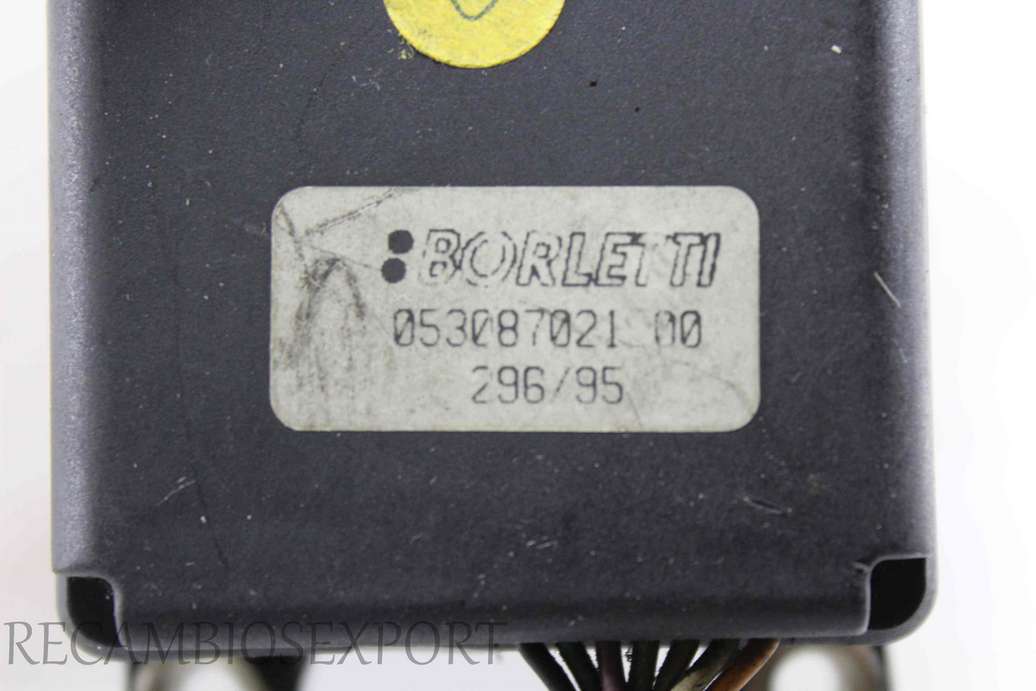 BORLETTI
053087021 00
296/95
RECAMBIOSEXPORT